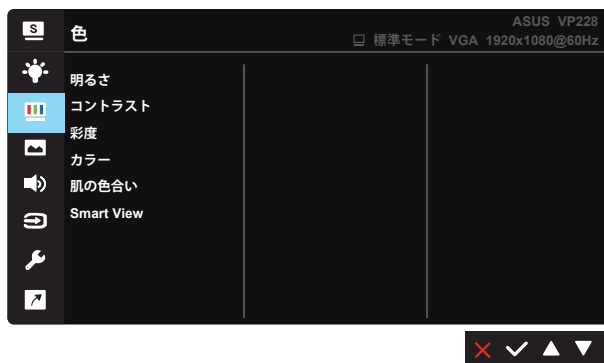 S
色
ASUS VP228
標準モード VGA 1920x1080@60Hz
明るさ
コントラスト
彩度
カラー
肌の色合い
Smart View